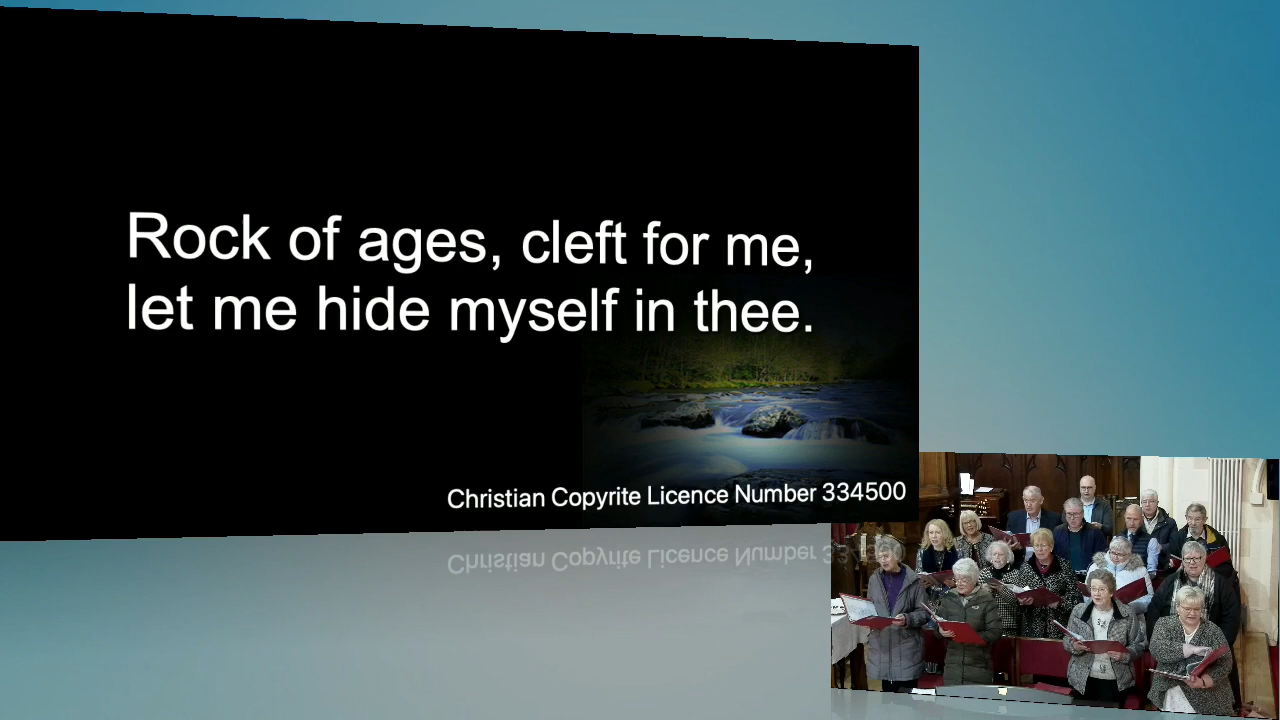 Rock of ages, cleft for me,
let me hide myself in thee.
Christian Copyrite Licence Number 334500